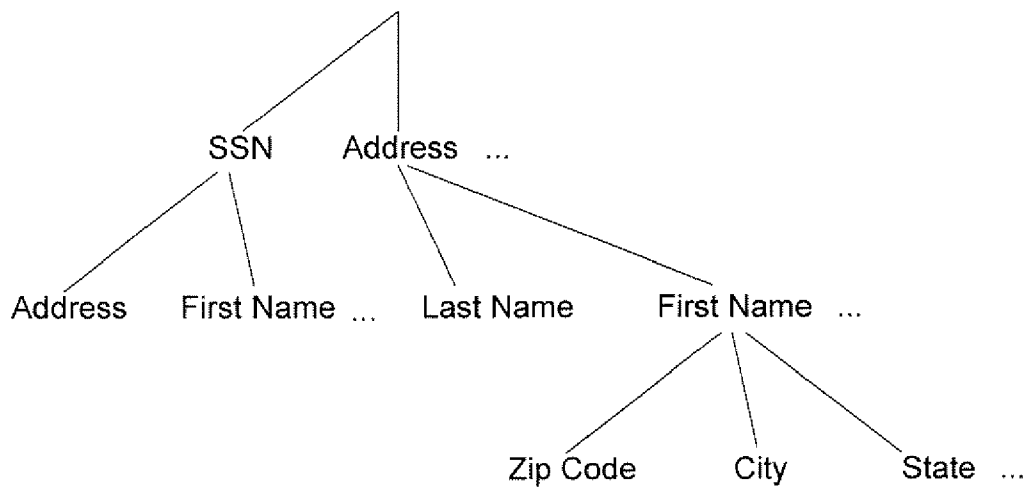 SSN Address ...
Address First Name ... Last Name First Name ...
Zip Code City State ...